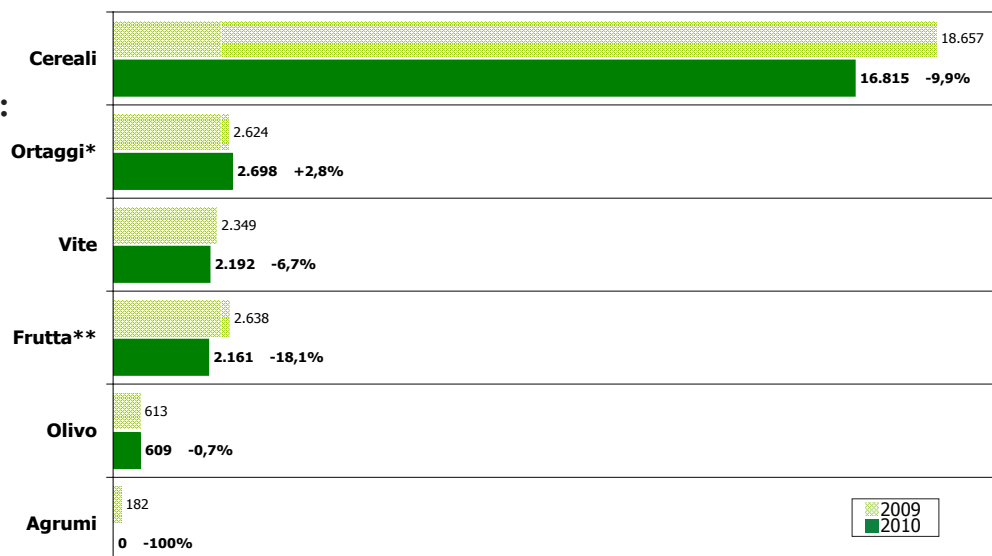 18.657
Cereali
16.815 -9,9%
:
2.624
Ortaggi*
2.698 +2,8%
2.349
Vite
2.192 -6,7%
2.638
Frutta**
2.161 -18,1%
613
Olivo
609 -0,7%
182
Agrumi
0 -100%
2009
2010